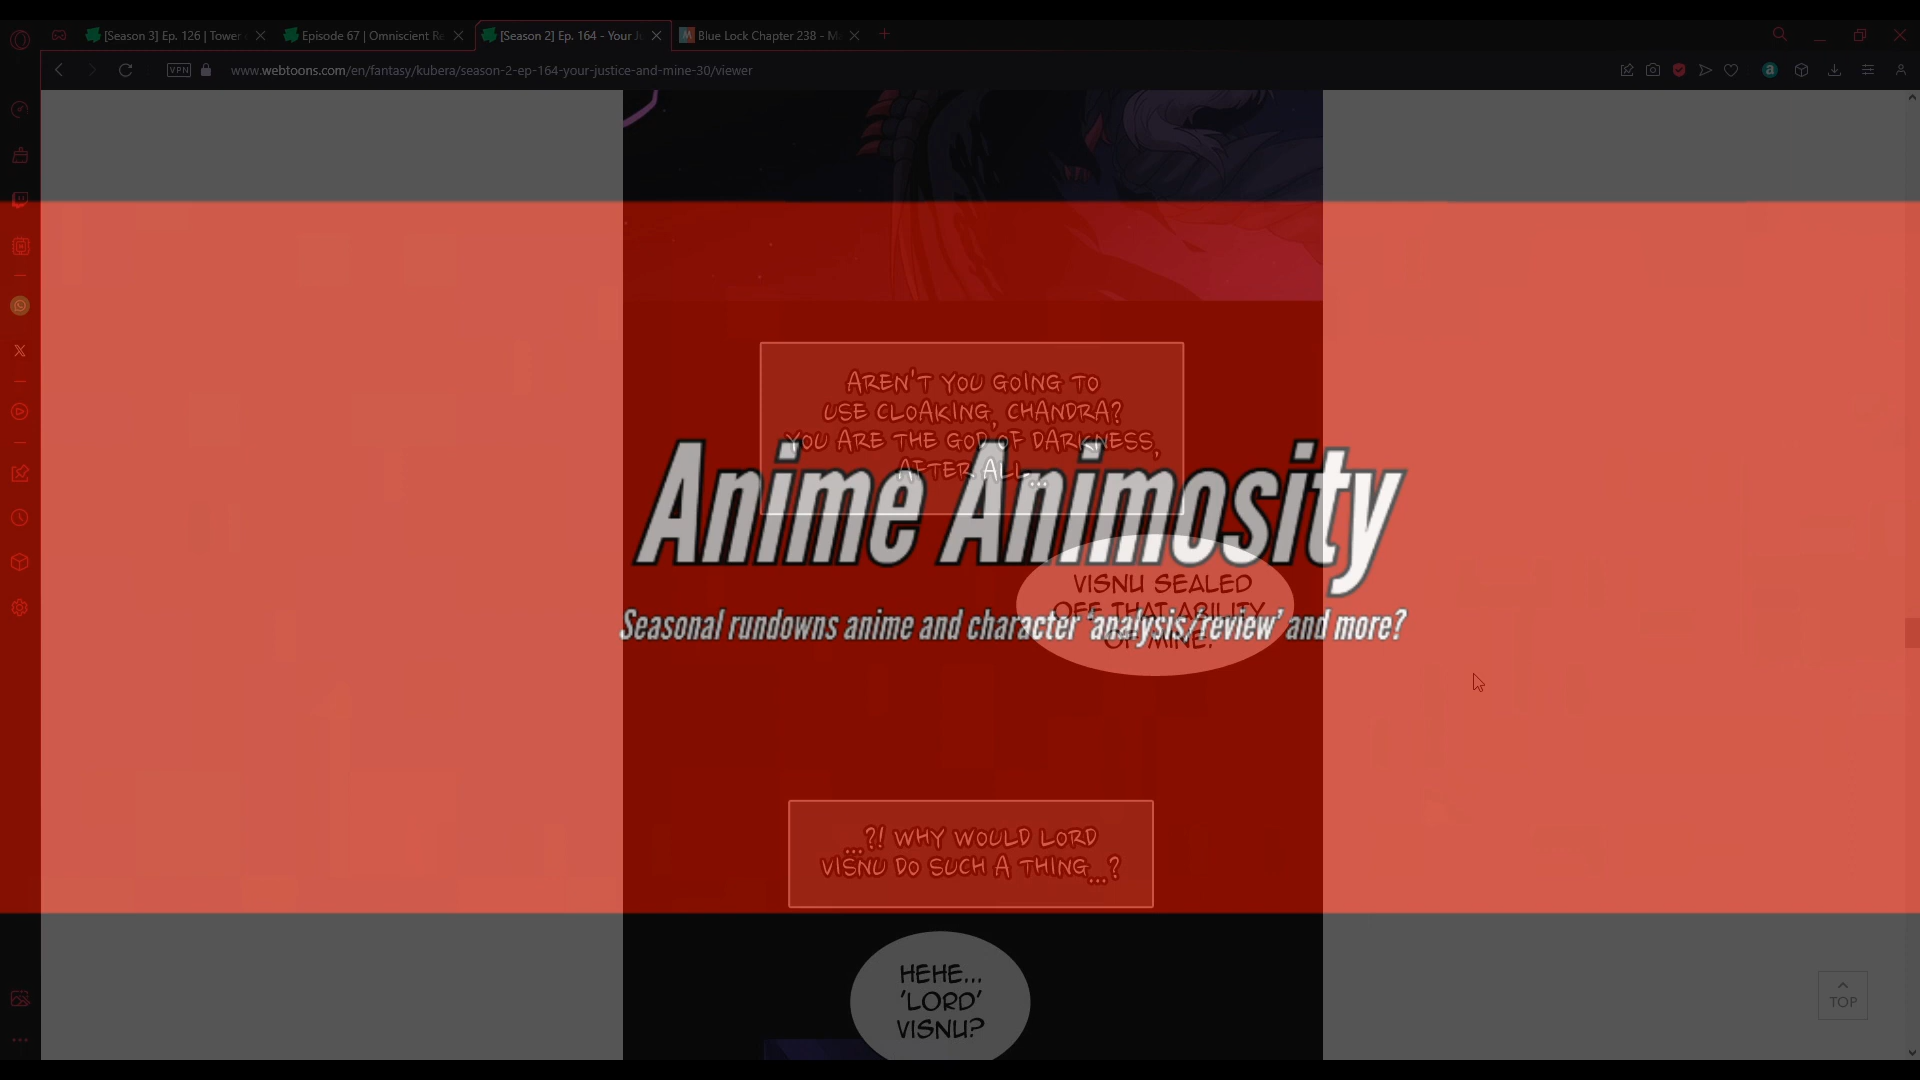 [Season 3] Ep. 126 | Tower
Episode 67 | Omniscient Re
[Season 2] Ep. 164 - Your Ju
Blue Lock Chapter 238 - M
VPN
www.webtoons.com/en/fantasy/kubera/season-2-ep-164-your-justice-and-mine-30/viewer
AREN'T YOU GOING TO
USE CLOAKING, CHANDRA?
YOU ARE THE GOD OF DARKNESS,
AFTER ALL...
Anime Animosity
VISNU SEALED
OFF THAT ABILITY
OF MINE.
Seasonal rundowns anime and character 'analysis/review' and more?
...?! WHY WOULD LORD
VISNU DO SUCH A THING...?
HEHE...
'LORD'
VISNU?
TOP